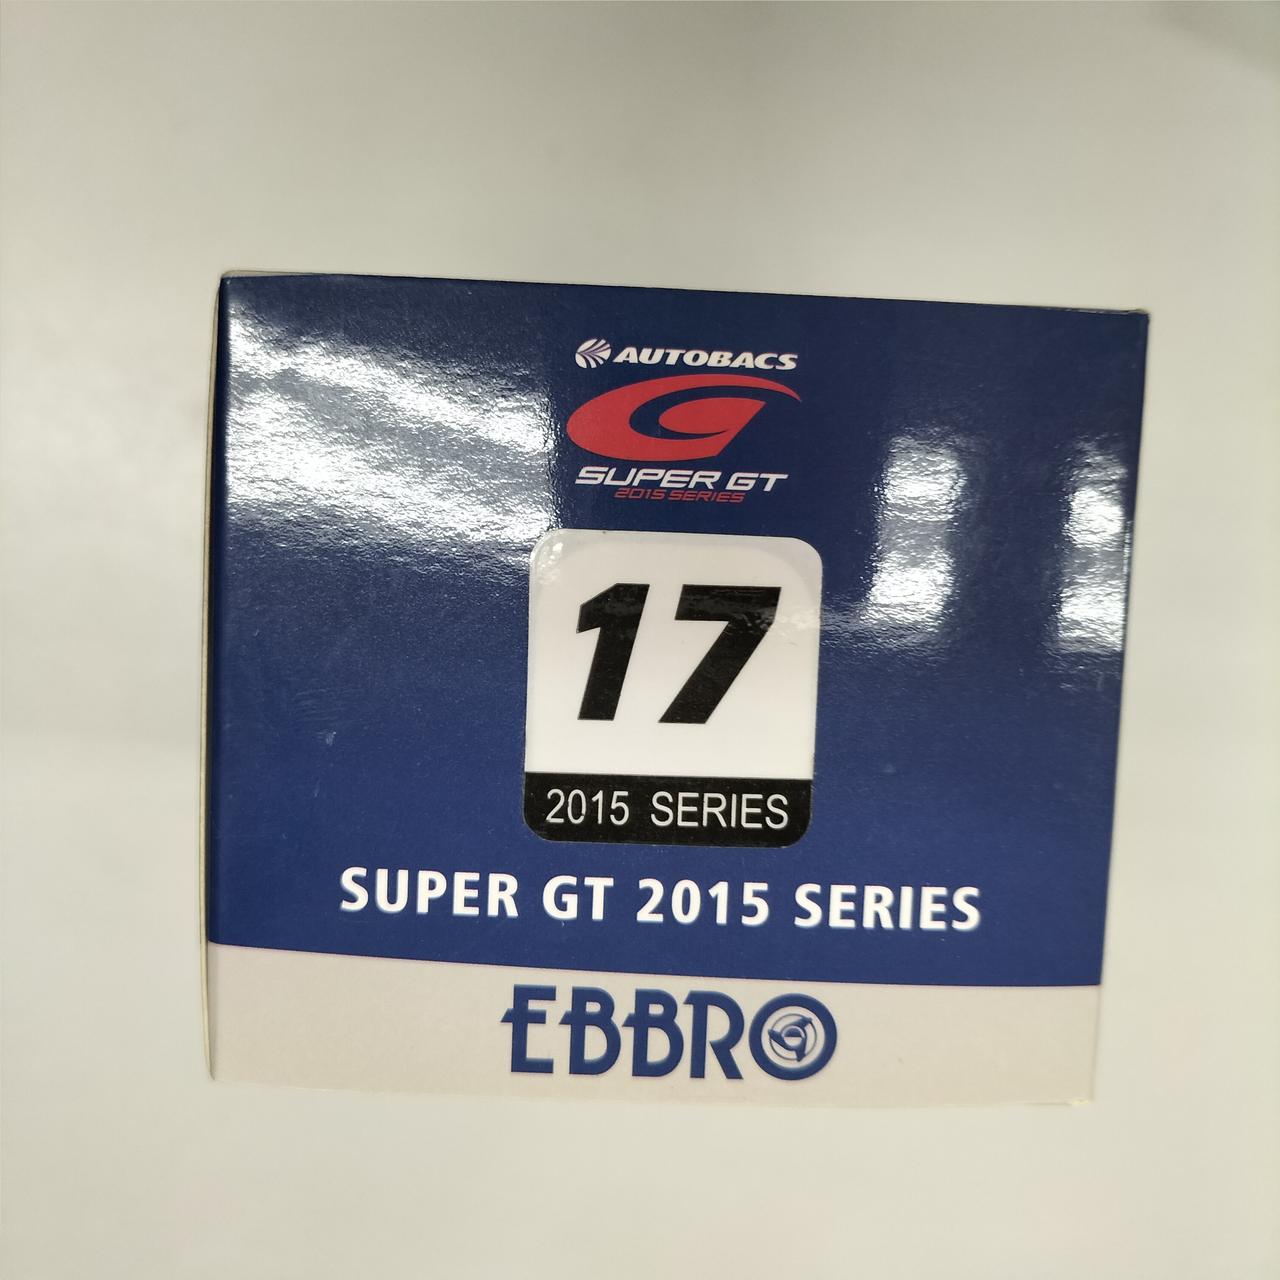 AUTOBACS
SUPER GT
2015 SERIES
17
2015 SERIES
SUPER GT 2015 SERIES
EBBRO